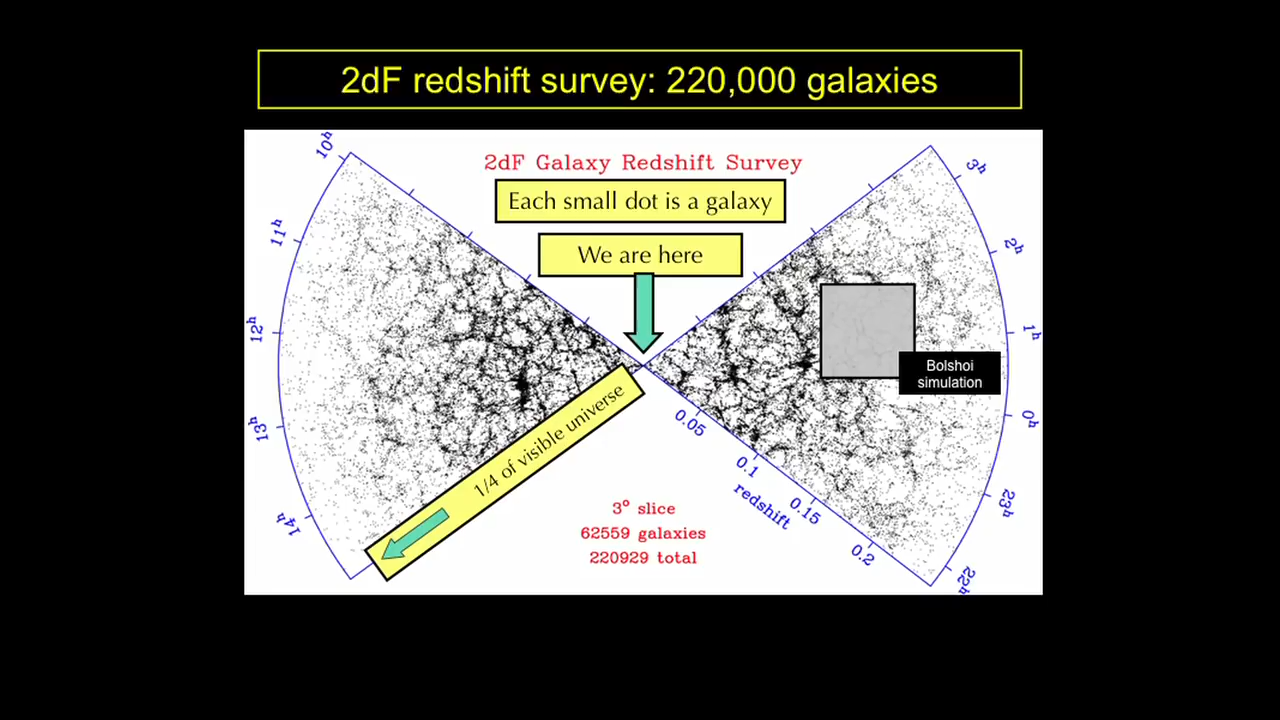 2dF redshift survey: 220,000 galaxies
2dF Galaxy Redshift Survey
Each small dot is a galaxy
We are here
10h
11h
12h
13h
14h
3h
2h
1h
0h
23h
22h
Bolshoi
simulation
1/4 of visible universe
0.05
0.1
0.15
0.2
redshift
3° slice
62559 galaxies
220929 total